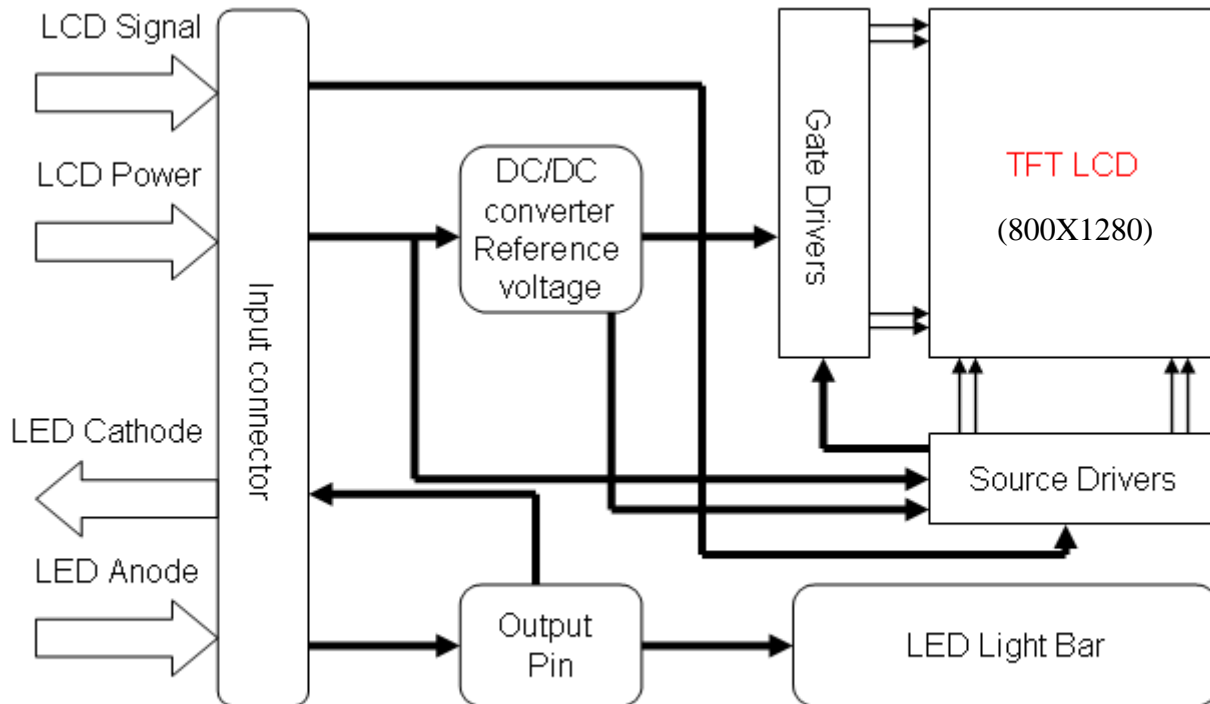 LCD Signal
LCD Power
LED Cathode
LED Anode
Input connector
DC/DC
converter
Reference
voltage
Gate Drivers
TFT LCD
(800X1280)
Source Drivers
Output
Pin
LED Light Bar